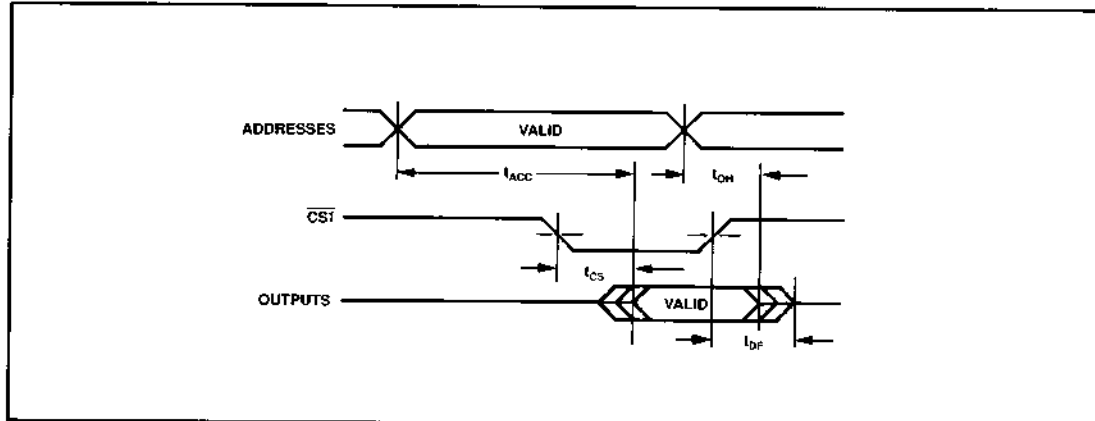 ADDRESSES
VALID
tACC
tOH
CS1
tCS
OUTPUTS
VALID
tDF